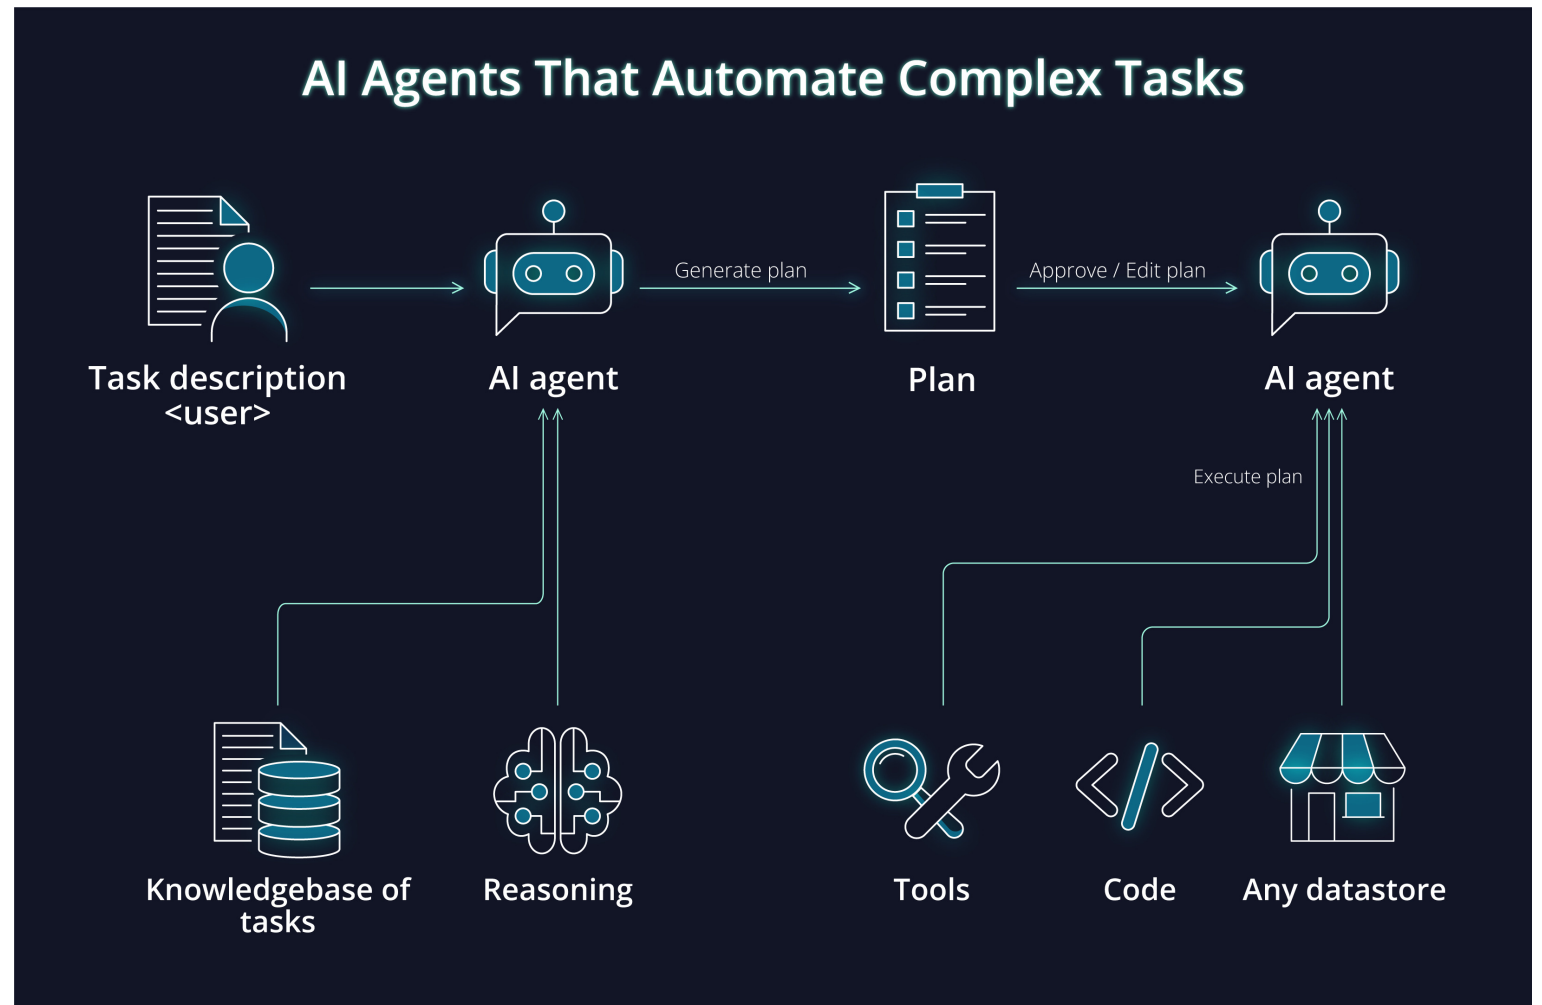 AI Agents That Automate Complex Tasks
Generate plan
Approve / Edit plan
Task description
<user>
AI agent
Plan
AI agent
Execute plan
Knowledgebase of
tasks
Reasoning
Tools
Code
Any datastore